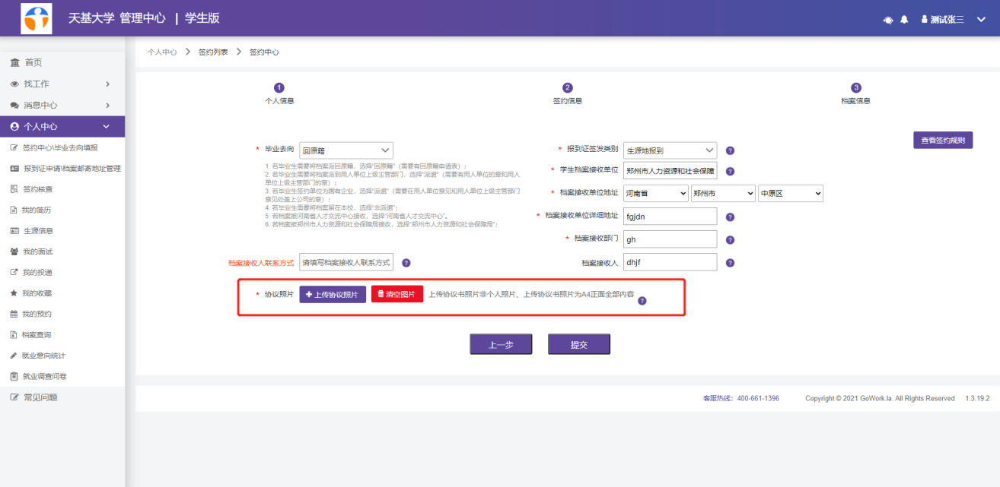 天基大学 管理中心 | 学生版
测试张三
首页
找工作
消息中心
个人中心
签约中心\毕业去向填报
报到证申请\档案邮寄地址管理
签约核查
我的简历
生源信息
我的面试
我的投递
我的收藏
我的预约
档案查询
就业意向统计
就业调查问卷
常见问题
个人中心 > 签约列表 > 签约中心
1
个人信息
2
签约信息
3
档案信息
查看签约规则
* 毕业去向 回原籍
1. 若毕业生需要将档案派回原籍，选择"回原籍"（需要有回原籍申请表）;
2. 若毕业生需要将档案派到用人单位上级主管部门，选择"派遣"（需要有用人单位的章和用人
单位上级主管部门的章）;
3. 若毕业生签约单位为国有企业，选择"派遣"（需要在用人单位意见和用人单位上级主管部门
意见处盖上公司的章）;
4. 若毕业生需要将档案留在本校，选择"非派遣";
5. 若档案被河南省人才交流中心接收，选择"河南省人才交流中心"。
6. 若档案被郑州市人力资源和社会保障局接收，选择"郑州市人力资源和社会保障局";
* 报到证签发类别 生源地报到 ?
* 学生档案接收单位 郑州市人力资源和社会保障 ?
* 档案接收单位地址 河南省 郑州市 中原区
* 档案接收单位详细地址 fgjdn ?
* 档案接收部门 gh ?
档案接收人联系方式 请填写档案接收人联系方式 ?
档案接收人 dhjf ?
* 协议照片 + 上传协议照片 清空图片 上传协议书照片非个人照片、上传协议书照片为A4正面全部内容 ?
上一步 提交
客服热线：400-661-1396 Copyright © 2021 GoWork.la. All Rights Reserved 1.3.19.2